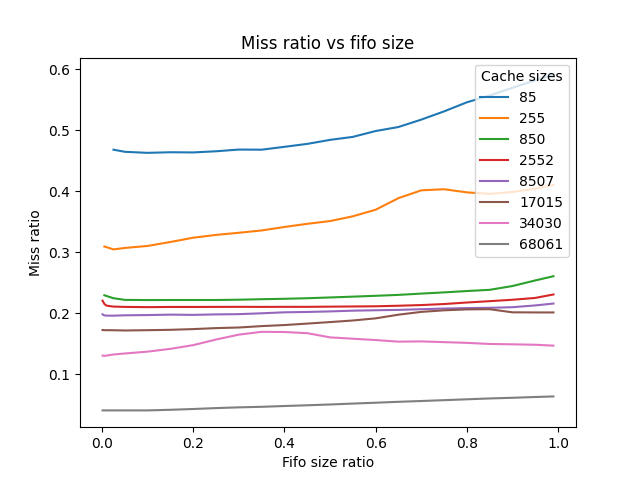 Miss ratio vs fifo size
Miss ratio
0.6
0.5
0.4
0.3
0.2
0.1
Cache sizes
85
255
850
2552
8507
17015
34030
68061
0.0 0.2 0.4 0.6 0.8 1.0
Fifo size ratio